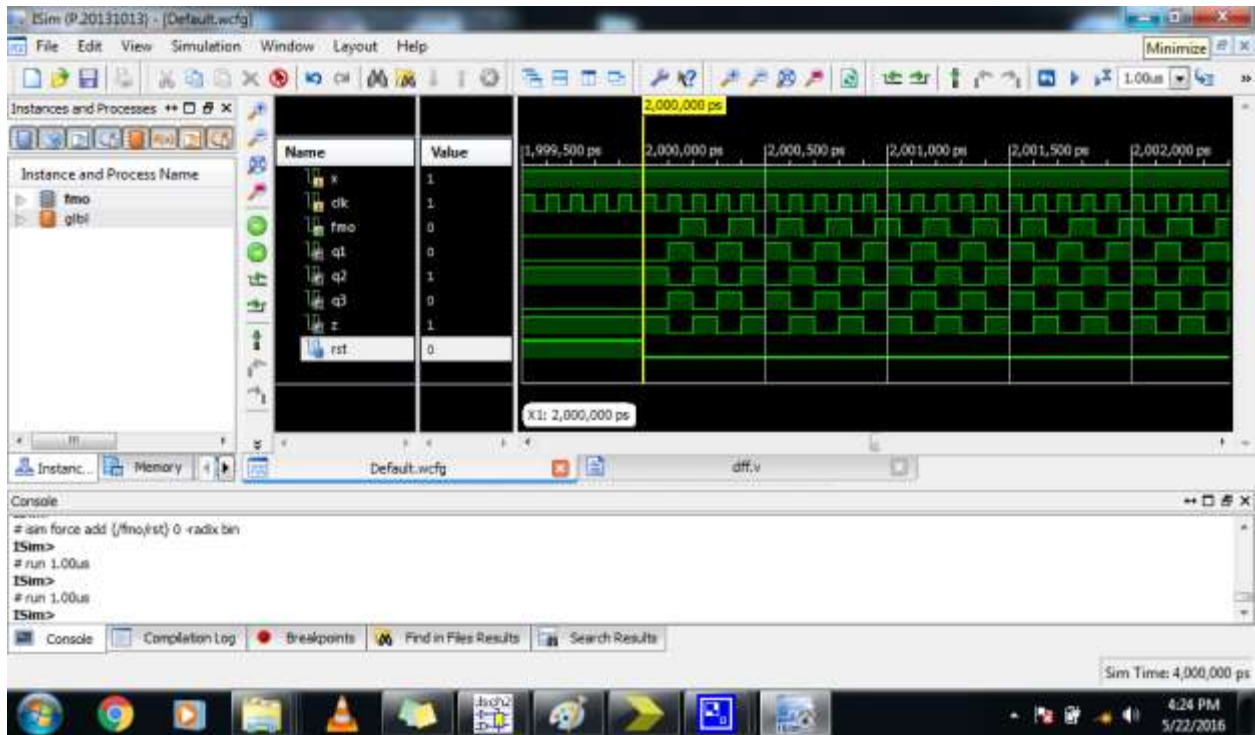 ISim (P.20131013) - [Default.wcfg]
File Edit View Simulation Window Layout Help
Minimize
1.00us
Instances and Processes
Instance and Process Name
fmo
glbl
Name Value
x 1
clk 1
fmo 0
q1 0
q2 1
q3 0
z 1
rst 0
2,000,000 ps
1,999,500 ps 2,000,000 ps 2,000,500 ps 2,001,000 ps 2,001,500 ps 2,002,000 ps
X1: 2,000,000 ps
Instanc... Memory
Default.wcfg dff.v
Console
# isim force add {/fmo/rst} 0 -radix bin
ISim>
# run 1.00us
ISim>
# run 1.00us
ISim>
Console Compilation Log Breakpoints Find in Files Results Search Results
Sim Time: 4,000,000 ps
4:24 PM
5/22/2016